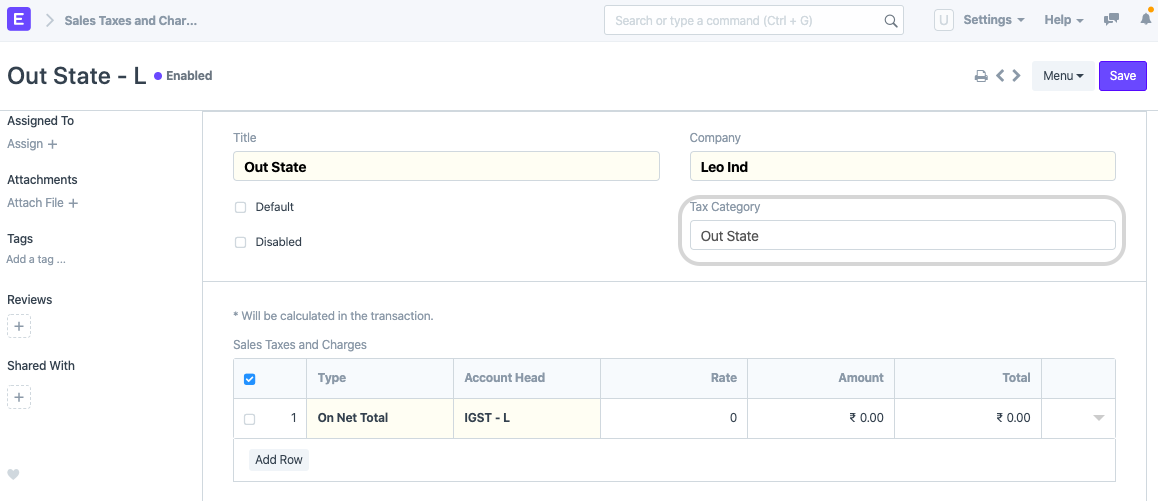 E
Sales Taxes and Char...
Search or type a command (Ctrl + G)
U
Settings
Help
Out State - L
Enabled
Menu
Save
Assigned To
Assign +
Attachments
Attach File +
Tags
Add a tag ...
Reviews
+
Shared With
+
Title
Out State
Company
Leo Ind
Default
Disabled
Tax Category
Out State
* Will be calculated in the transaction.
Sales Taxes and Charges
Type Account Head Rate Amount Total
1 On Net Total IGST - L 0 ₹ 0.00 ₹ 0.00
Add Row